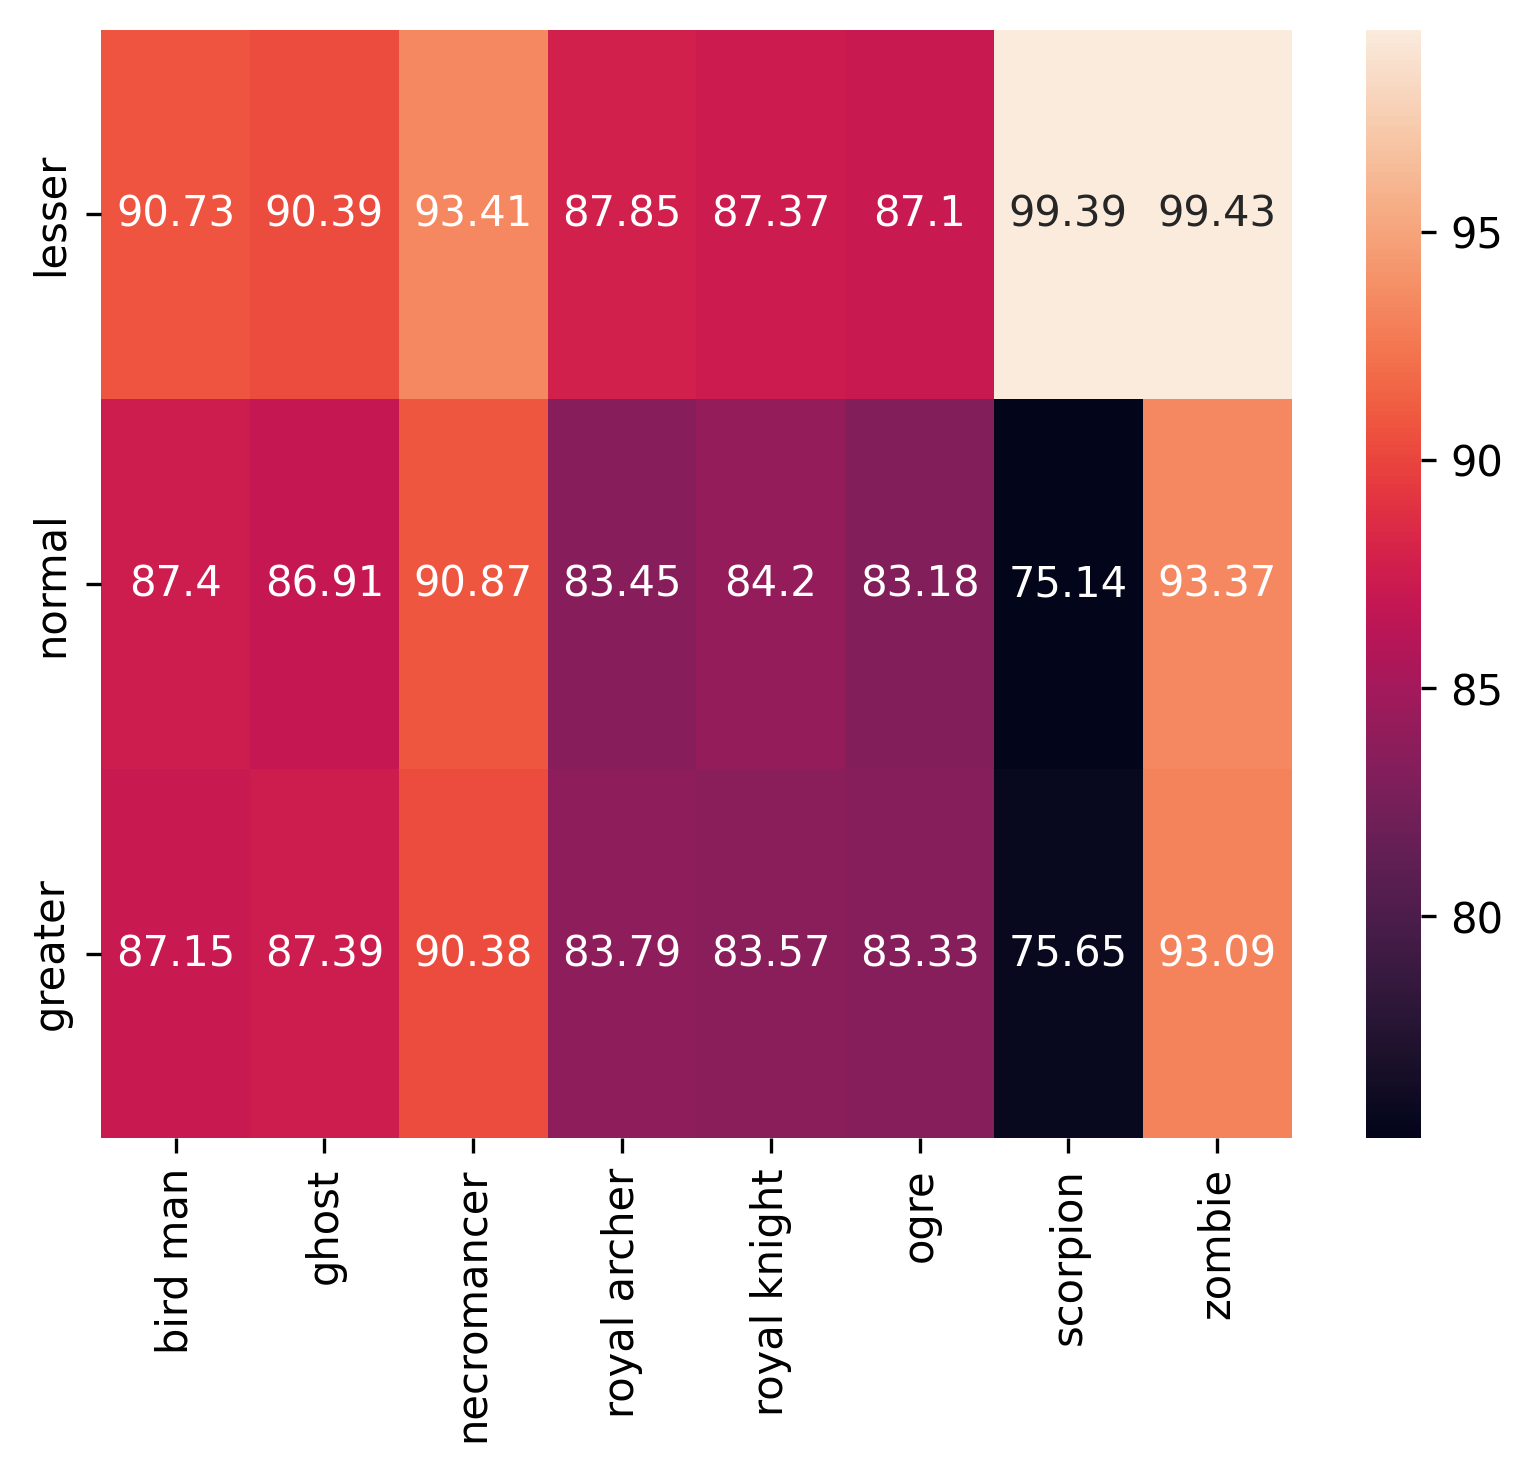 lesser 90.73 90.39 93.41 87.85 87.37 87.1 99.39 99.43
normal 87.4 86.91 90.87 83.45 84.2 83.18 75.14 93.37
greater 87.15 87.39 90.38 83.79 83.57 83.33 75.65 93.09
bird man
ghost
necromancer
royal archer
royal knight
ogre
scorpion
zombie
95
90
85
80